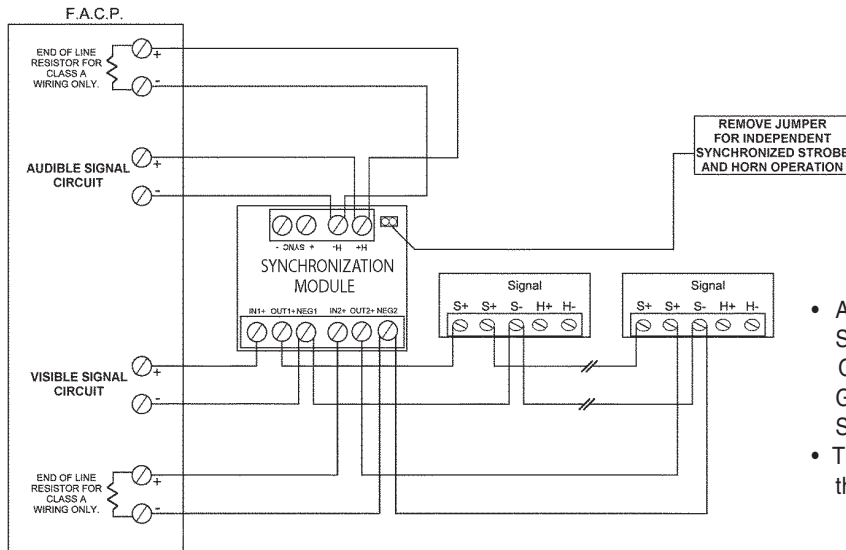 F.A.C.P.
END OF LINE
RESISTOR FOR
CLASS A
WIRING ONLY.
+
-
AUDIBLE SIGNAL
CIRCUIT
+
-
REMOVE JUMPER
FOR INDEPENDENT
SYNCHRONIZED STROBE
AND HORN OPERATION
- SYNC +
H- H+
SYNCHRONIZATION
MODULE
IN1+ OUT1+ NEG1 IN2+ OUT2+ NEG2
Signal
S+ S+ S- H+ H-
Signal
S+ S+ S- H+ H-
VISIBLE SIGNAL
CIRCUIT
+
-
END OF LINE
RESISTOR FOR
CLASS A
WIRING ONLY.
+
-
• A
S
C
G
S
• T
th